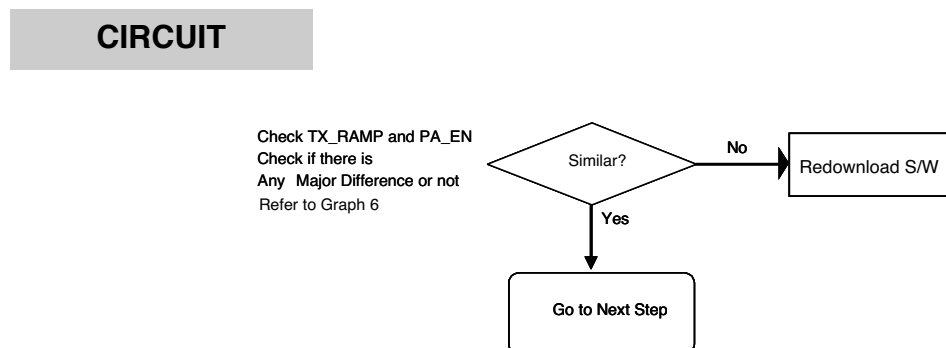 CIRCUIT
Check TX_RAMP and PA_EN
Check if there is
Any Major Difference or not
Refer to Graph 6
Similar?
No
Redownload S/W
Yes
Go to Next Step